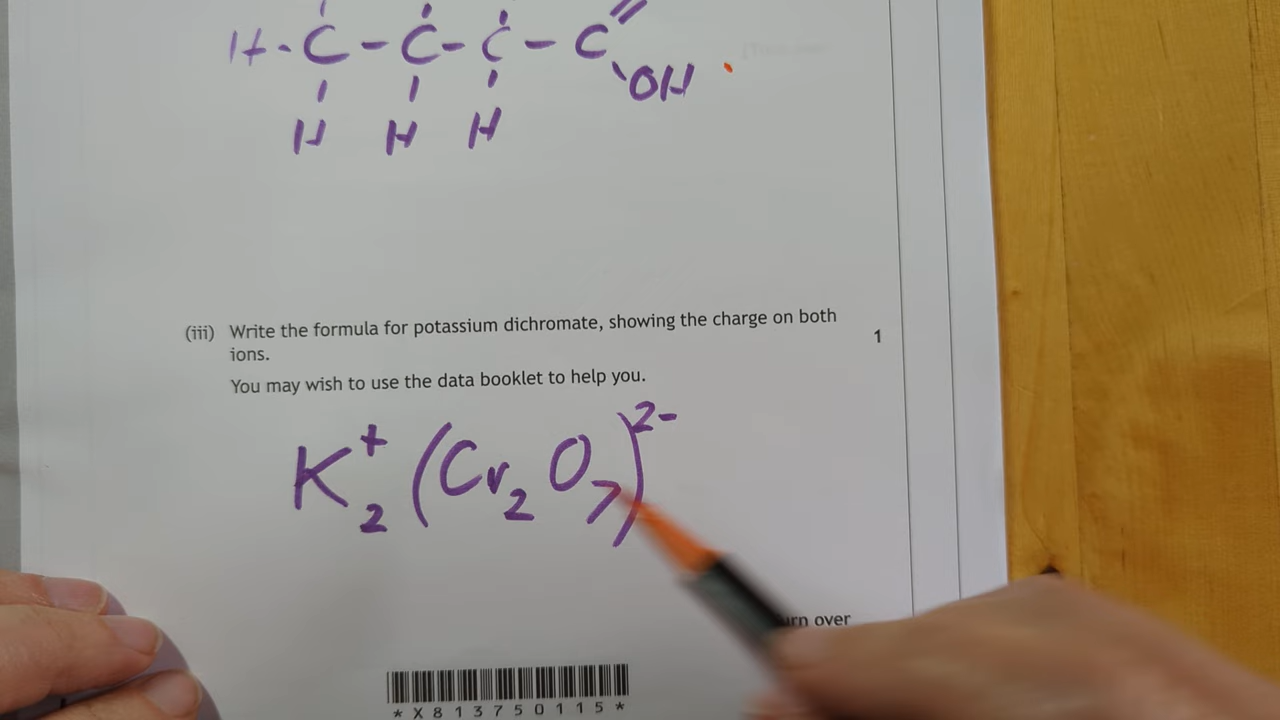 H - C - C - C - C
OH
H H H
(iii) Write the formula for potassium dichromate, showing the charge on both
ions.
1
You may wish to use the data booklet to help you.
K₂⁺(Cr₂O₇)²⁻
urn over
*X813750115*